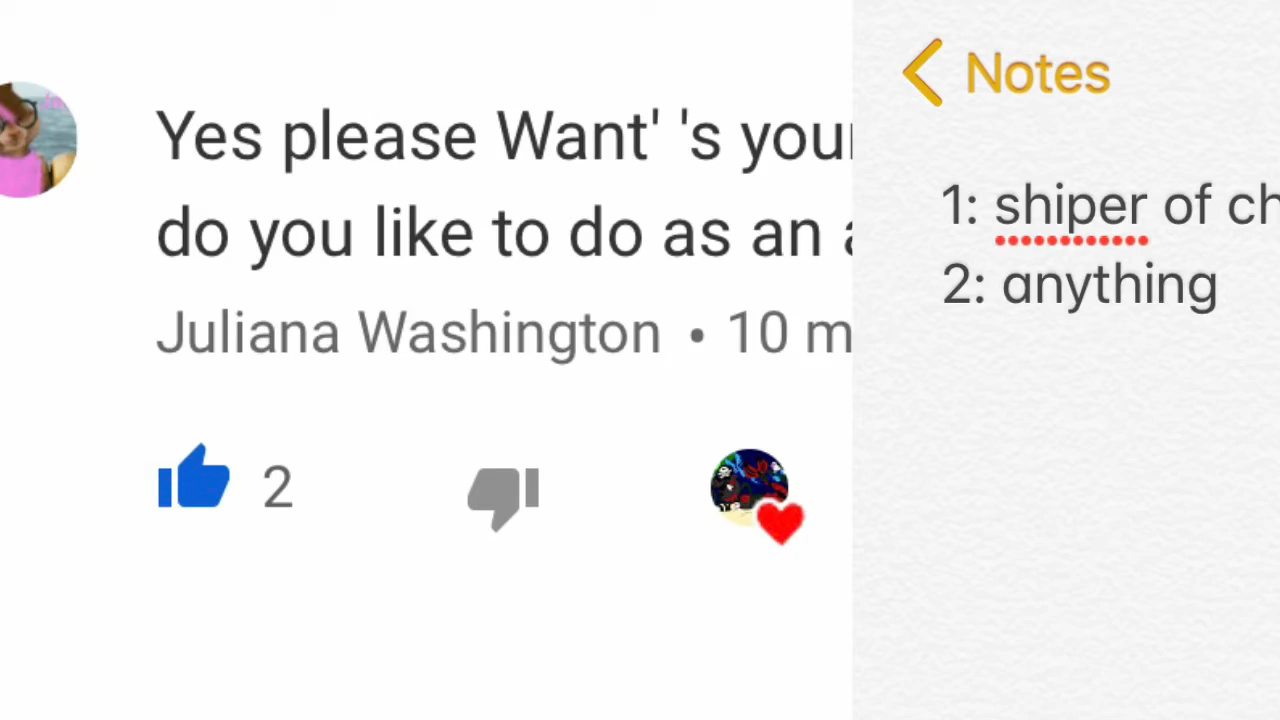 Yes please Want' 's your
do you like to do as an a
Juliana Washington • 10 m
2
Notes
1: shiper of ch
2: anything